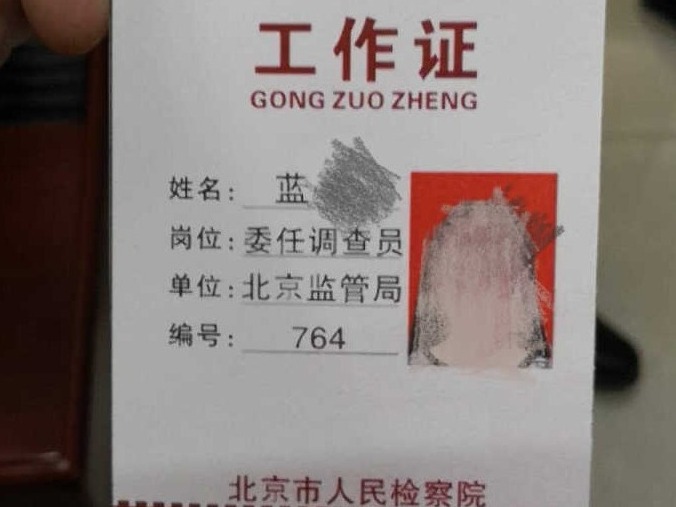 工作证
GONG ZUO ZHENG
姓名： 蓝
岗位：委任调查员
单位：北京监管局
编号： 764
北京市人民检察院